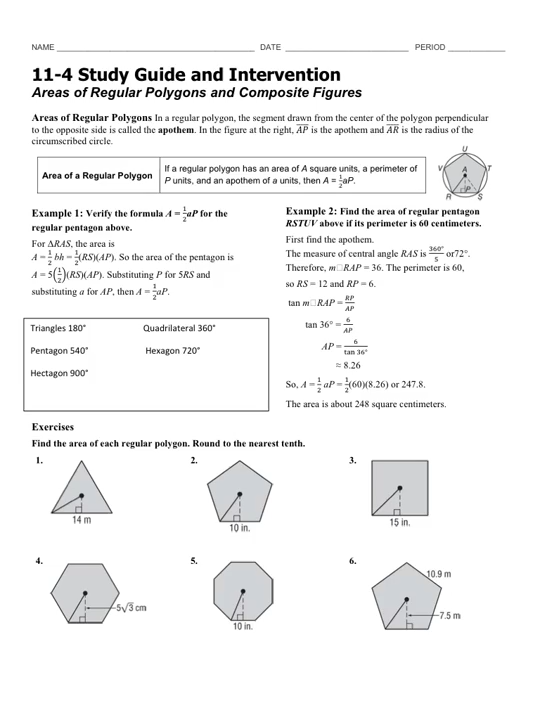 NAME ____ DATE ____ PERIOD ____
11-4 Study Guide and Intervention
Areas of Regular Polygons and Composite Figures
Areas of Regular Polygons In a regular polygon, the segment drawn from the center of the polygon perpendicular
to the opposite side is called the apothem. In the figure at the right, AP is the apothem and AR is the radius of the
circumscribed circle.
U
V A T
P
R S
Area of a Regular Polygon
If a regular polygon has an area of A square units, a perimeter of
P units, and an apothem of a units, then A = 1/2 aP.
Example 1: Verify the formula A = 1/2 aP for the
regular pentagon above.
For ΔRAS, the area is
A = 1/2 bh = 1/2(RS)(AP). So the area of the pentagon is
A = 5(1/2)(RS)(AP). Substituting P for 5RS and
substituting a for AP, then A = 1/2 aP.
Triangles 180° Quadrilateral 360°
Pentagon 540° Hexagon 720°
Hectagon 900°
Example 2: Find the area of regular pentagon
RSTUV above if its perimeter is 60 centimeters.
First find the apothem.
The measure of central angle RAS is 360°/5 or72°.
Therefore, m□RAP = 36. The perimeter is 60,
so RS = 12 and RP = 6.
tan m□RAP = RP/AP
tan 36° = 6/AP
AP = 6/tan 36°
≈ 8.26
So, A = 1/2 aP = 1/2(60)(8.26) or 247.8.
The area is about 248 square centimeters.
Exercises
Find the area of each regular polygon. Round to the nearest tenth.
1.
14 m
2.
10 in.
3.
15 in.
4.
5√3 cm
5.
10 in.
6.
10.9 m
7.5 m